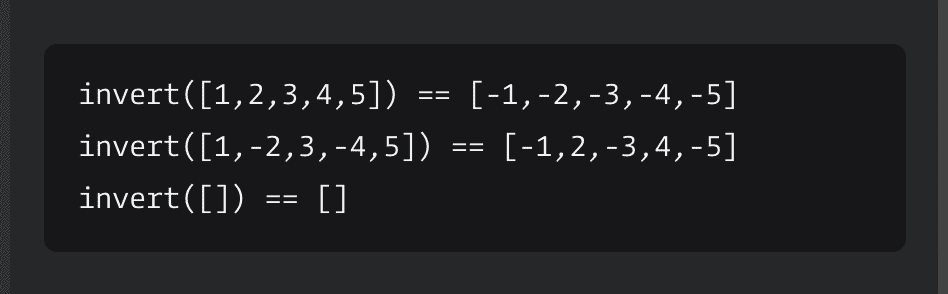 invert([1,2,3,4,5]) == [-1,-2,-3,-4,-5]
invert([1,-2,3,-4,5]) == [-1,2,-3,4,-5]
invert([]) == []